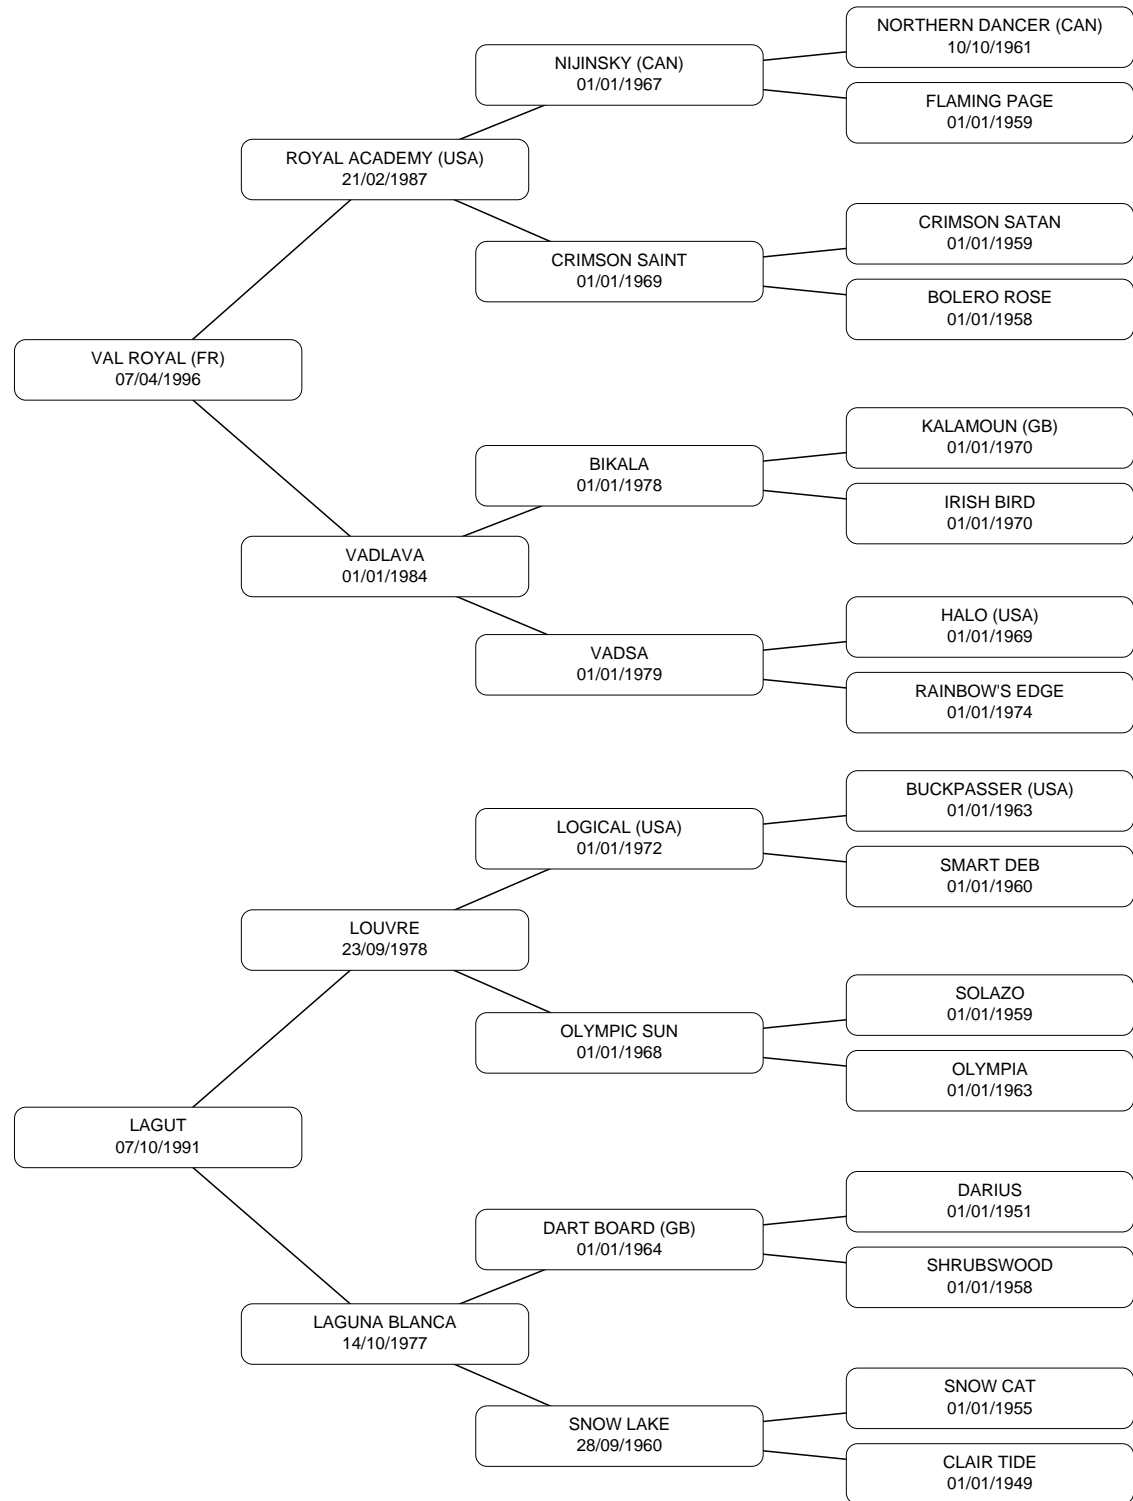 NORTHERN DANCER (CAN)
10/10/1961
NIJINSKY (CAN)
01/01/1967
FLAMING PAGE
01/01/1959
ROYAL ACADEMY (USA)
21/02/1987
CRIMSON SATAN
01/01/1959
CRIMSON SAINT
01/01/1969
BOLERO ROSE
01/01/1958
VAL ROYAL (FR)
07/04/1996
KALAMOUN (GB)
01/01/1970
BIKALA
01/01/1978
IRISH BIRD
01/01/1970
VADLAVA
01/01/1984
HALO (USA)
01/01/1969
VADSA
01/01/1979
RAINBOW'S EDGE
01/01/1974
BUCKPASSER (USA)
01/01/1963
LOGICAL (USA)
01/01/1972
SMART DEB
01/01/1960
LOUVRE
23/09/1978
SOLAZO
01/01/1959
OLYMPIC SUN
01/01/1968
OLYMPIA
01/01/1963
LAGUT
07/10/1991
DARIUS
01/01/1951
DART BOARD (GB)
01/01/1964
SHRUBSWOOD
01/01/1958
LAGUNA BLANCA
14/10/1977
SNOW CAT
01/01/1955
SNOW LAKE
28/09/1960
CLAIR TIDE
01/01/1949